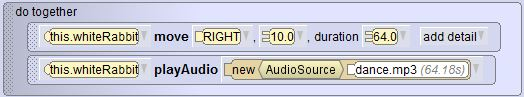 do together
this.whiteRabbit move RIGHT , 10.0 , duration 64.0 add detail
this.whiteRabbit playAudio new AudioSource dance.mp3 (64.18s)